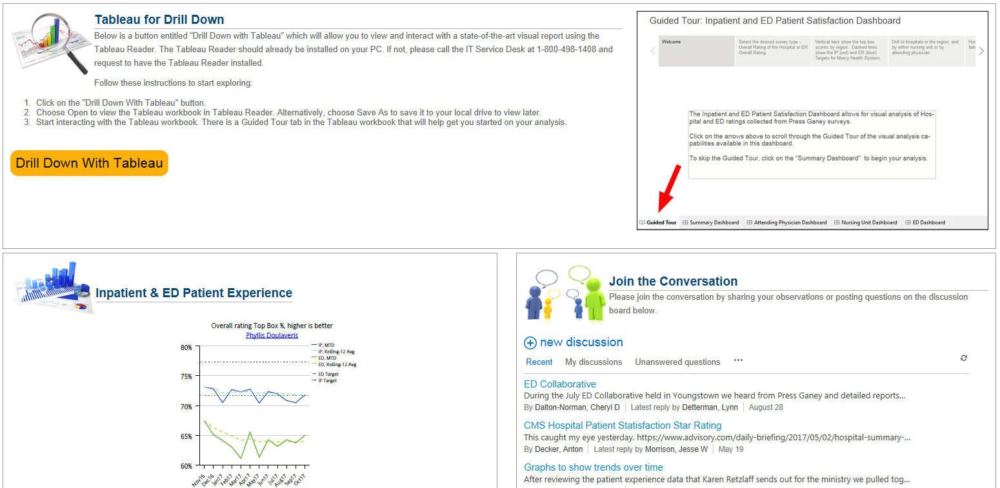 Tableau for Drill Down
Below is a button entitled "Drill Down with Tableau" which will allow you to view and interact with a state-of-the-art visual report using the
Tableau Reader. The Tableau Reader should already be installed on your PC. If not, please call the IT Service Desk at 1-800-498-1408 and
request to have the Tableau Reader installed.
Follow these instructions to start exploring:
1. Click on the "Drill Down With Tableau" button.
2. Choose Open to view the Tableau workbook in Tableau Reader. Alternatively, choose Save As to save it to your local drive to view later.
3. Start interacting with the Tableau workbook. There is a Guided Tour tab in the Tableau workbook that will help get you started on your analysis.
Drill Down With Tableau
Guided Tour: Inpatient and ED Patient Satisfaction Dashboard
Welcome
Select the desired survey type -
Overall Rating of the Hospital or ER
Overall Rating.
Vertical bars show the top box
scores by region. Dashed lines
show the IP (red) and ER (blue)
Targets for Mercy Health System.
Drill to hospitals in the region, and
by either nursing unit or by
attending physician.
The Inpatient and ED Patient Satisfaction Dashboard allows for visual analysis of Hos-
pital and ED ratings collected from Press Ganey surveys.
Click on the arrows above to scroll through the Guided Tour of the visual analysis ca-
pabilities available in this dashboard.
To skip the Guided Tour, click on the "Summary Dashboard" to begin your analysis.
Guided Tour Summary Dashboard Attending Physician Dashboard Nursing Unit Dashboard ED Dashboard
Inpatient & ED Patient Experience
Overall rating Top Box %, higher is better
Phyllis Doulaveris
80%
75%
70%
65%
60%
IP, MTD
IP, Rolling-12 Avg
ED, MTD
ED, Rolling-12 Avg
ED Target
IP Target
Nov16 Dec16 Jan17 Feb17 Mar17 Apr17 May17 Jun17 Jul17 Aug17 Sep17 Oct17
Join the Conversation
Please join the conversation by sharing your observations or posting questions on the discussion
board below.
new discussion
Recent My discussions Unanswered questions ...
ED Collaborative
During the July ED Collaborative held in Youngstown we heard from Press Ganey and detailed reports...
By Dalton-Norman, Cheryl D | Latest reply by Detterman, Lynn | August 28
CMS Hospital Patient Statisfaction Star Rating
This caught my eye yesterday. https://www.advisory.com/daily-briefing/2017/05/02/hospital-summary-...
By Decker, Anton | Latest reply by Morrison, Jesse W | May 19
Graphs to show trends over time
After reviewing the patient experience data that Karen Retzlaff sends out for the ministry we pulled tog...